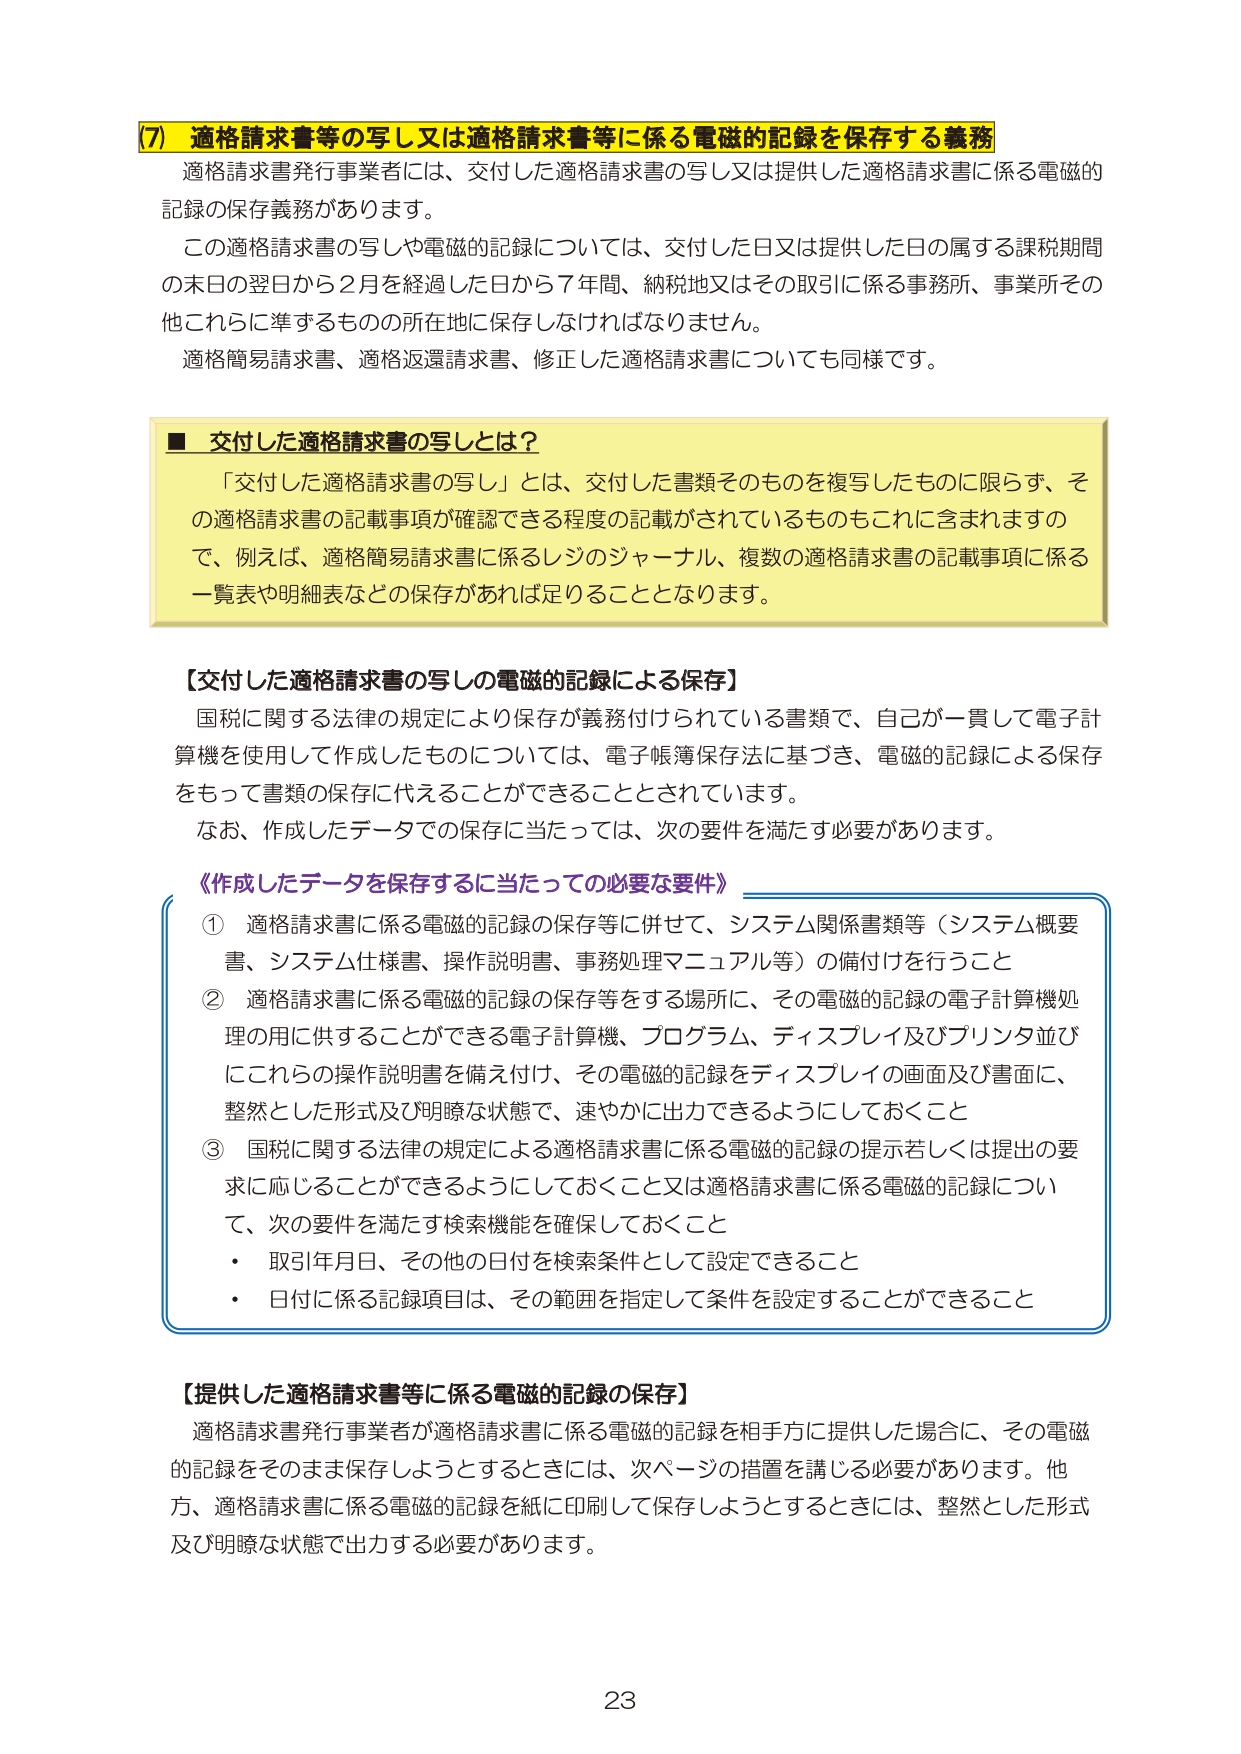 (7)　適格請求書等の写し又は適格請求書等に係る電磁的記録を保存する義務
適格請求書発行事業者には、交付した適格請求書の写し又は提供した適格請求書に係る電磁的
記録の保存義務があります。
この適格請求書の写しや電磁的記録については、交付した日又は提供した日の属する課税期間
の末日の翌日から２月を経過した日から７年間、納税地又はその取引に係る事務所、事業所その
他これらに準ずるものの所在地に保存しなければなりません。
適格簡易請求書、適格返還請求書、修正した適格請求書についても同様です。
■　交付した適格請求書の写しとは？
「交付した適格請求書の写し」とは、交付した書類そのものを複写したものに限らず、そ
の適格請求書の記載事項が確認できる程度の記載がされているものもこれに含まれますの
で、例えば、適格簡易請求書に係るレジのジャーナル、複数の適格請求書の記載事項に係る
一覧表や明細表などの保存があれば足りることとなります。
【交付した適格請求書の写しの電磁的記録による保存】
国税に関する法律の規定により保存が義務付けられている書類で、自己が一貫して電子計
算機を使用して作成したものについては、電子帳簿保存法に基づき、電磁的記録による保存
をもって書類の保存に代えることができることとされています。
なお、作成したデータでの保存に当たっては、次の要件を満たす必要があります。
《作成したデータを保存するに当たっての必要な要件》
①　適格請求書に係る電磁的記録の保存等に併せて、システム関係書類等（システム概要
書、システム仕様書、操作説明書、事務処理マニュアル等）の備付けを行うこと
②　適格請求書に係る電磁的記録の保存等をする場所に、その電磁的記録の電子計算機処
理の用に供することができる電子計算機、プログラム、ディスプレイ及びプリンタ並び
にこれらの操作説明書を備え付け、その電磁的記録をディスプレイの画面及び書面に、
整然とした形式及び明瞭な状態で、速やかに出力できるようにしておくこと
③　国税に関する法律の規定による適格請求書に係る電磁的記録の提示若しくは提出の要
求に応じることができるようにしておくこと又は適格請求書に係る電磁的記録につい
て、次の要件を満たす検索機能を確保しておくこと
・　取引年月日、その他の日付を検索条件として設定できること
・　日付に係る記録項目は、その範囲を指定して条件を設定することができること
【提供した適格請求書等に係る電磁的記録の保存】
適格請求書発行事業者が適格請求書に係る電磁的記録を相手方に提供した場合に、その電磁
的記録をそのまま保存しようとするときには、次ページの措置を講じる必要があります。他
方、適格請求書に係る電磁的記録を紙に印刷して保存しようとするときには、整然とした形式
及び明瞭な状態で出力する必要があります。
23